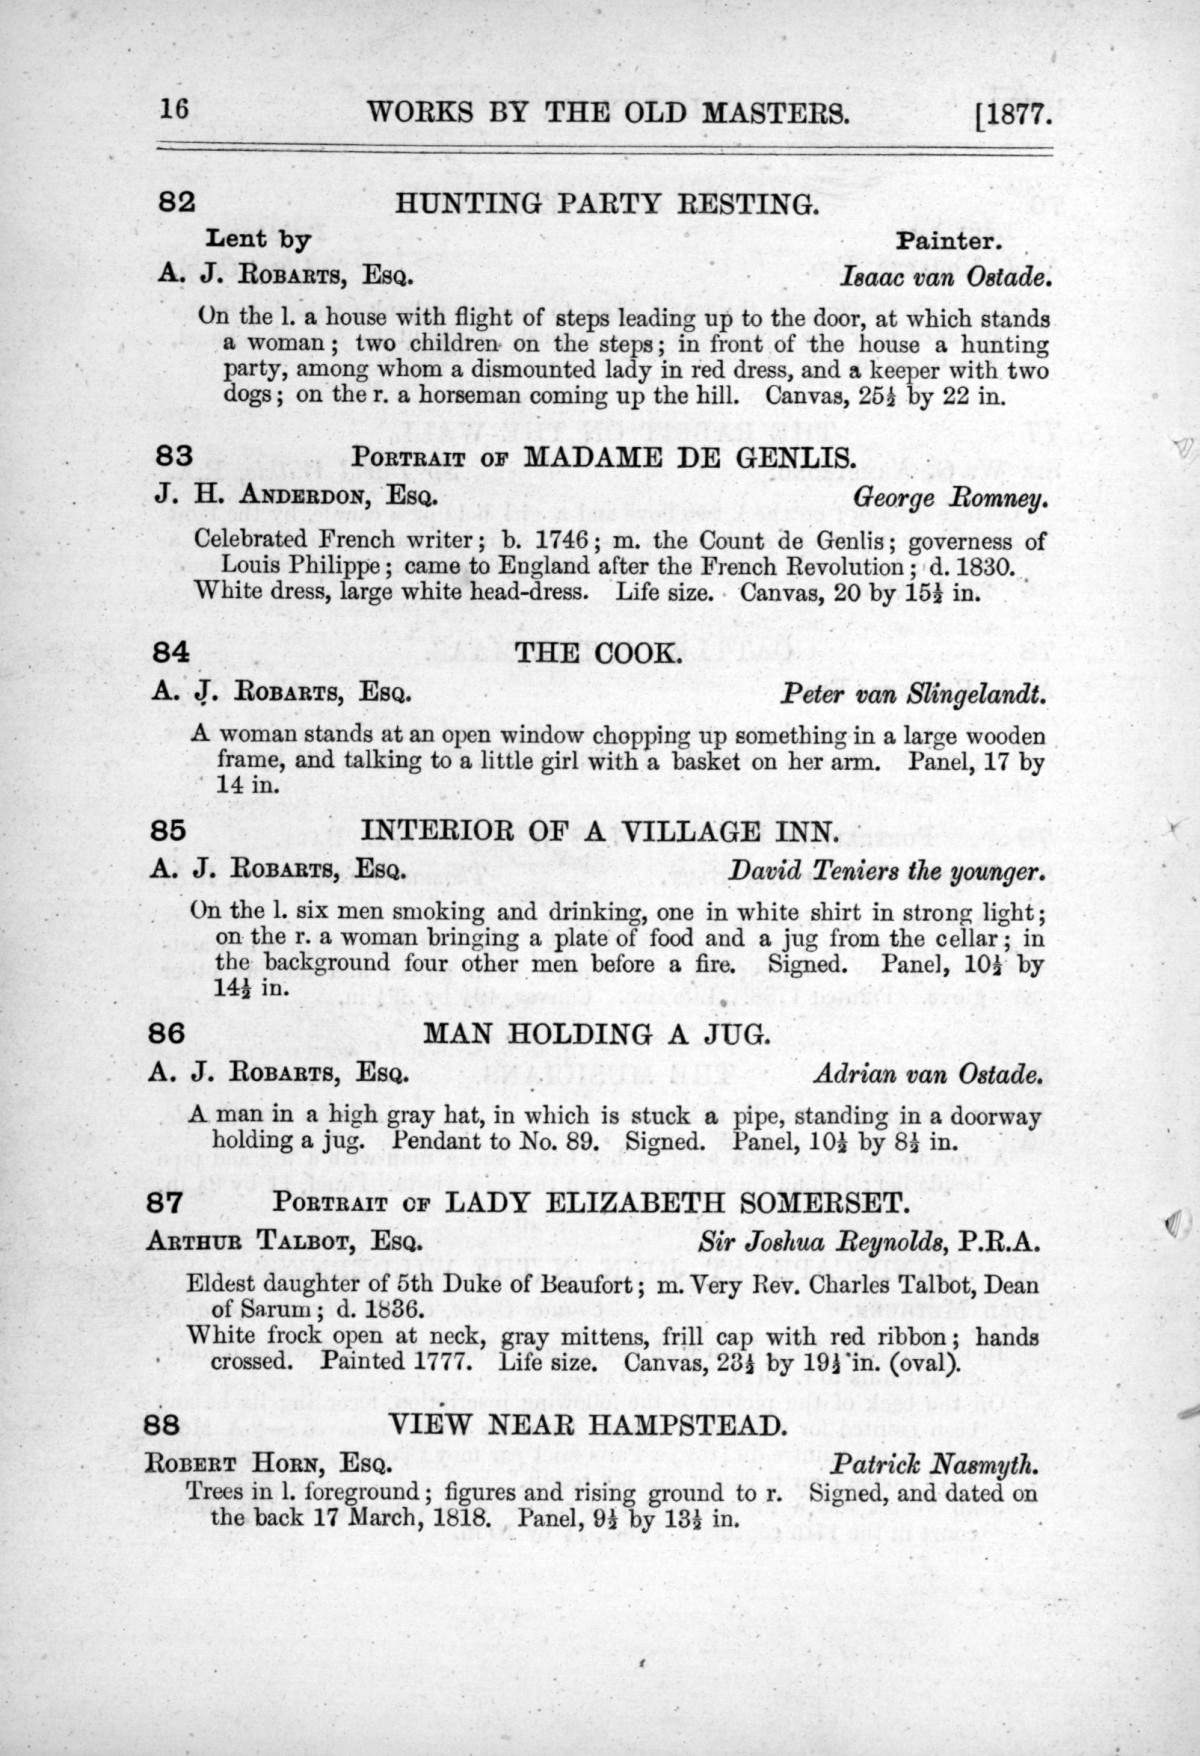 16 WORKS BY THE OLD MASTERS. [1877.
82 HUNTING PARTY RESTING.
Lent by Painter.
A. J. ROBARTS, ESQ. Isaac van Ostade.
On the l. a house with flight of steps leading up to the door, at which stands
a woman; two children on the steps; in front of the house a hunting
party, among whom a dismounted lady in red dress, and a keeper with two
dogs; on the r. a horseman coming up the hill. Canvas, 25½ by 22 in.
83 PORTRAIT OF MADAME DE GENLIS.
J. H. ANDERDON, ESQ. George Romney.
Celebrated French writer; b. 1746; m. the Count de Genlis; governess of
Louis Philippe; came to England after the French Revolution; d. 1830.
White dress, large white head-dress. Life size. Canvas, 20 by 15½ in.
84 THE COOK.
A. J. ROBARTS, ESQ. Peter van Slingelandt.
A woman stands at an open window chopping up something in a large wooden
frame, and talking to a little girl with a basket on her arm. Panel, 17 by
14 in.
85 INTERIOR OF A VILLAGE INN.
A. J. ROBARTS, ESQ. David Teniers the younger.
On the l. six men smoking and drinking, one in white shirt in strong light;
on the r. a woman bringing a plate of food and a jug from the cellar; in
the background four other men before a fire. Signed. Panel, 10½ by
14½ in.
86 MAN HOLDING A JUG.
A. J. ROBARTS, ESQ. Adrian van Ostade.
A man in a high gray hat, in which is stuck a pipe, standing in a doorway
holding a jug. Pendant to No. 89. Signed. Panel, 10½ by 8½ in.
87 PORTRAIT OF LADY ELIZABETH SOMERSET.
ARTHUR TALBOT, ESQ. Sir Joshua Reynolds, P.R.A.
Eldest daughter of 5th Duke of Beaufort; m. Very Rev. Charles Talbot, Dean
of Sarum; d. 1836.
White frock open at neck, gray mittens, frill cap with red ribbon; hands
crossed. Painted 1777. Life size. Canvas, 23½ by 19½ in. (oval).
88 VIEW NEAR HAMPSTEAD.
ROBERT HORN, ESQ. Patrick Nasmyth.
Trees in l. foreground; figures and rising ground to r. Signed, and dated on
the back 17 March, 1818. Panel, 9½ by 13½ in.